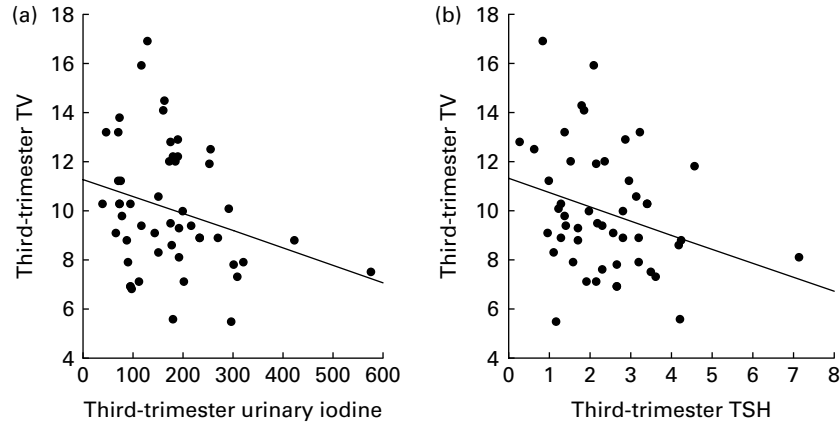 (a)
18
16
14
12
10
8
6
4
Third-trimester TV
0 100 200 300 400 500 600
Third-trimester urinary iodine
(b)
18
16
14
12
10
8
6
4
Third-trimester TV
0 1 2 3 4 5 6 7 8
Third-trimester TSH